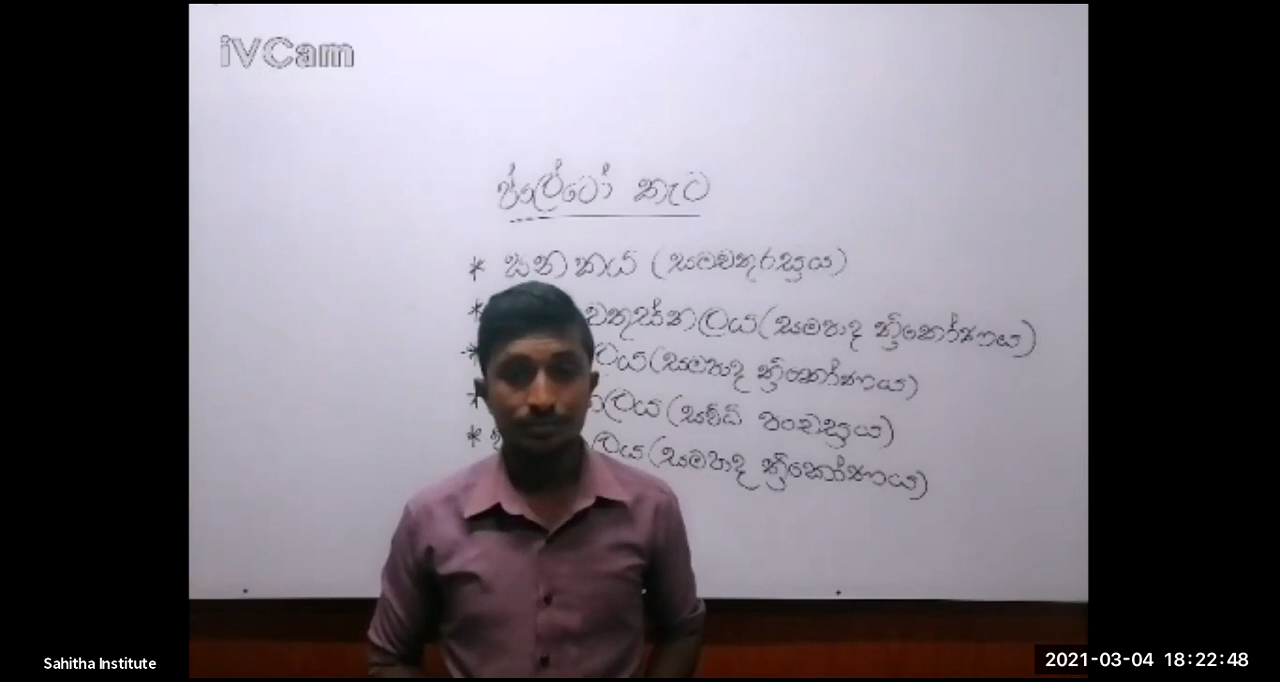 iVCam
ප්ලේටෝ කැට
* ඝනකය (සමචතුරස්‍රය)
* චතුස්තලය (සමපාද ත්‍රිකෝණය)
* (සමපාද ත්‍රිකෝණය)
* (සවිධි පංචස්‍රය)
* (සමපාද ත්‍රිකෝණය)
Sahitha Institute
2021-03-04 18:22:48